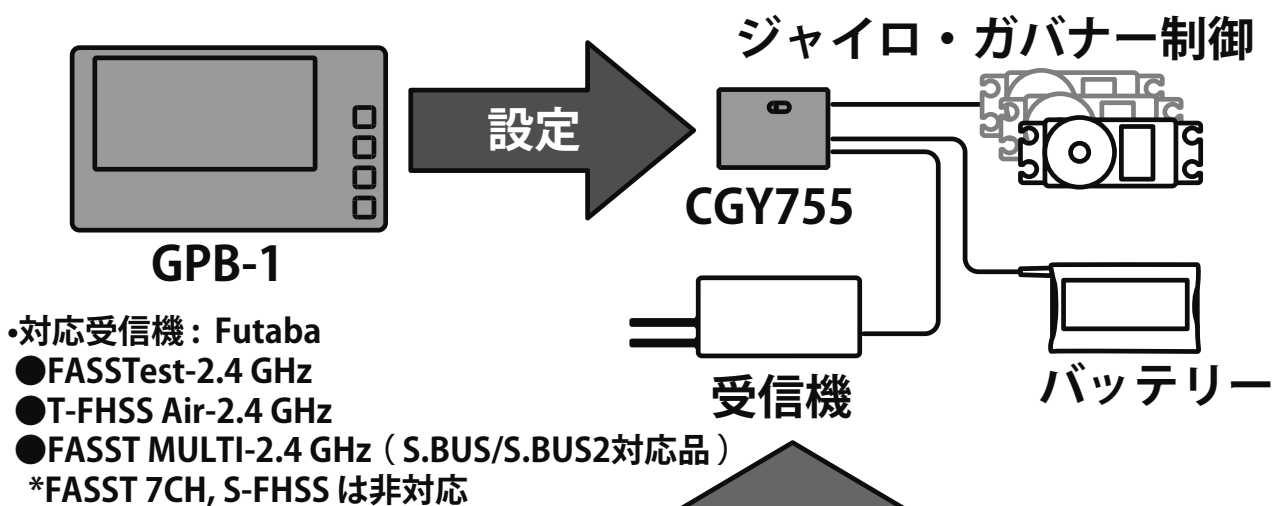 ジャイロ・ガバナー制御
設定
CGY755
GPB-1
•対応受信機 : Futaba
●FASSTest-2.4 GHz
●T-FHSS Air-2.4 GHz
●FASST MULTI-2.4 GHz ( S.BUS/S.BUS2対応品 )
*FASST 7CH, S-FHSS は非対応
受信機
バッテリー